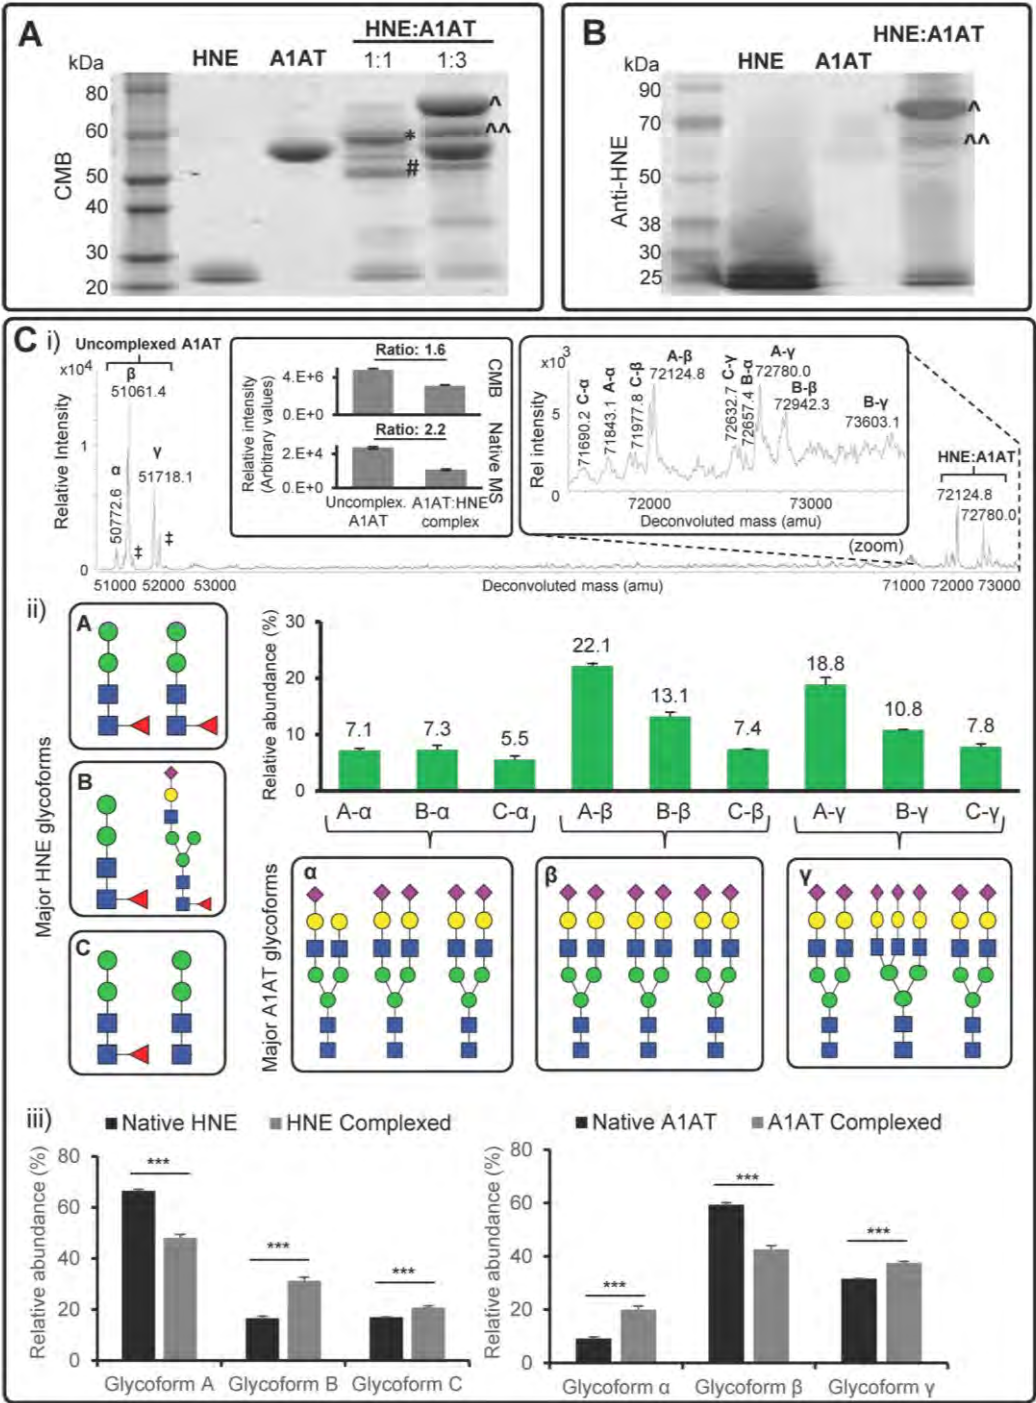 A
HNE:A1AT
kDa HNE A1AT 1:1 1:3
80
60
50
40
30
20
CMB
^
^^
*
#
B
HNE:A1AT
kDa HNE A1AT
90
70
50
38
30
25
Anti-HNE
^
^^
C i)
Uncomplexed A1AT
x10⁴
Relative Intensity
1
0
β
51061.4
α
50772.6
γ
51718.1
‡
‡
51000 52000 53000
Deconvoluted mass (amu)
71000 72000 73000
Relative intensity
(Arbitrary values)
Ratio: 1.6
4.E+6
0.E+0
CMB
Ratio: 2.2
2.E+4
0.E+0
Native MS
Uncomplex. A1AT:HNE
A1AT complex
x10³
Rel intensity
5
0
71690.2 C-α
71843.1 A-α
71977.8 C-β
A-β
72124.8
72632.7 C-γ
72657.4 B-α
A-γ
72780.0
B-β
72942.3
B-γ
73603.1
72000 73000
Deconvoluted mass (amu)
(zoom)
HNE:A1AT
72124.8
72780.0
ii)
Major HNE glycoforms
A
B
C
Relative abundance (%)
30
20
10
0
7.1 7.3 5.5 22.1 13.1 7.4 18.8 10.8 7.8
A-α B-α C-α A-β B-β C-β A-γ B-γ C-γ
Major A1AT glycoforms
α
β
γ
iii)
Native HNE HNE Complexed
Relative abundance (%)
80
60
40
20
0
***
***
***
Glycoform A Glycoform B Glycoform C
Native A1AT A1AT Complexed
Relative abundance (%)
80
60
40
20
0
***
***
***
Glycoform α Glycoform β Glycoform γ